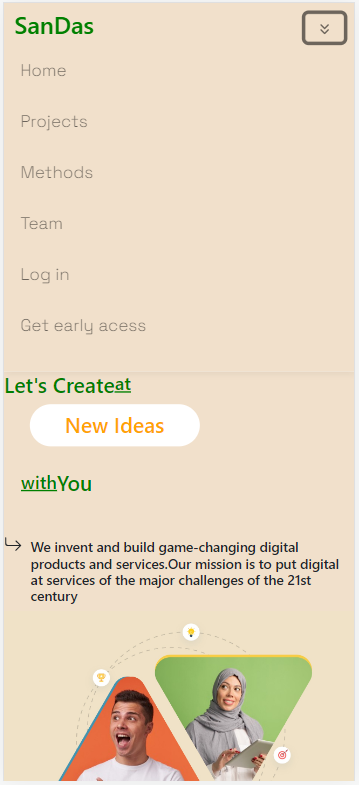 SanDas
Home
Projects
Methods
Team
Log in
Get early acess
Let's Createat
New Ideas
withYou
We invent and build game-changing digital
products and services.Our mission is to put digital
at services of the major challenges of the 21st
century